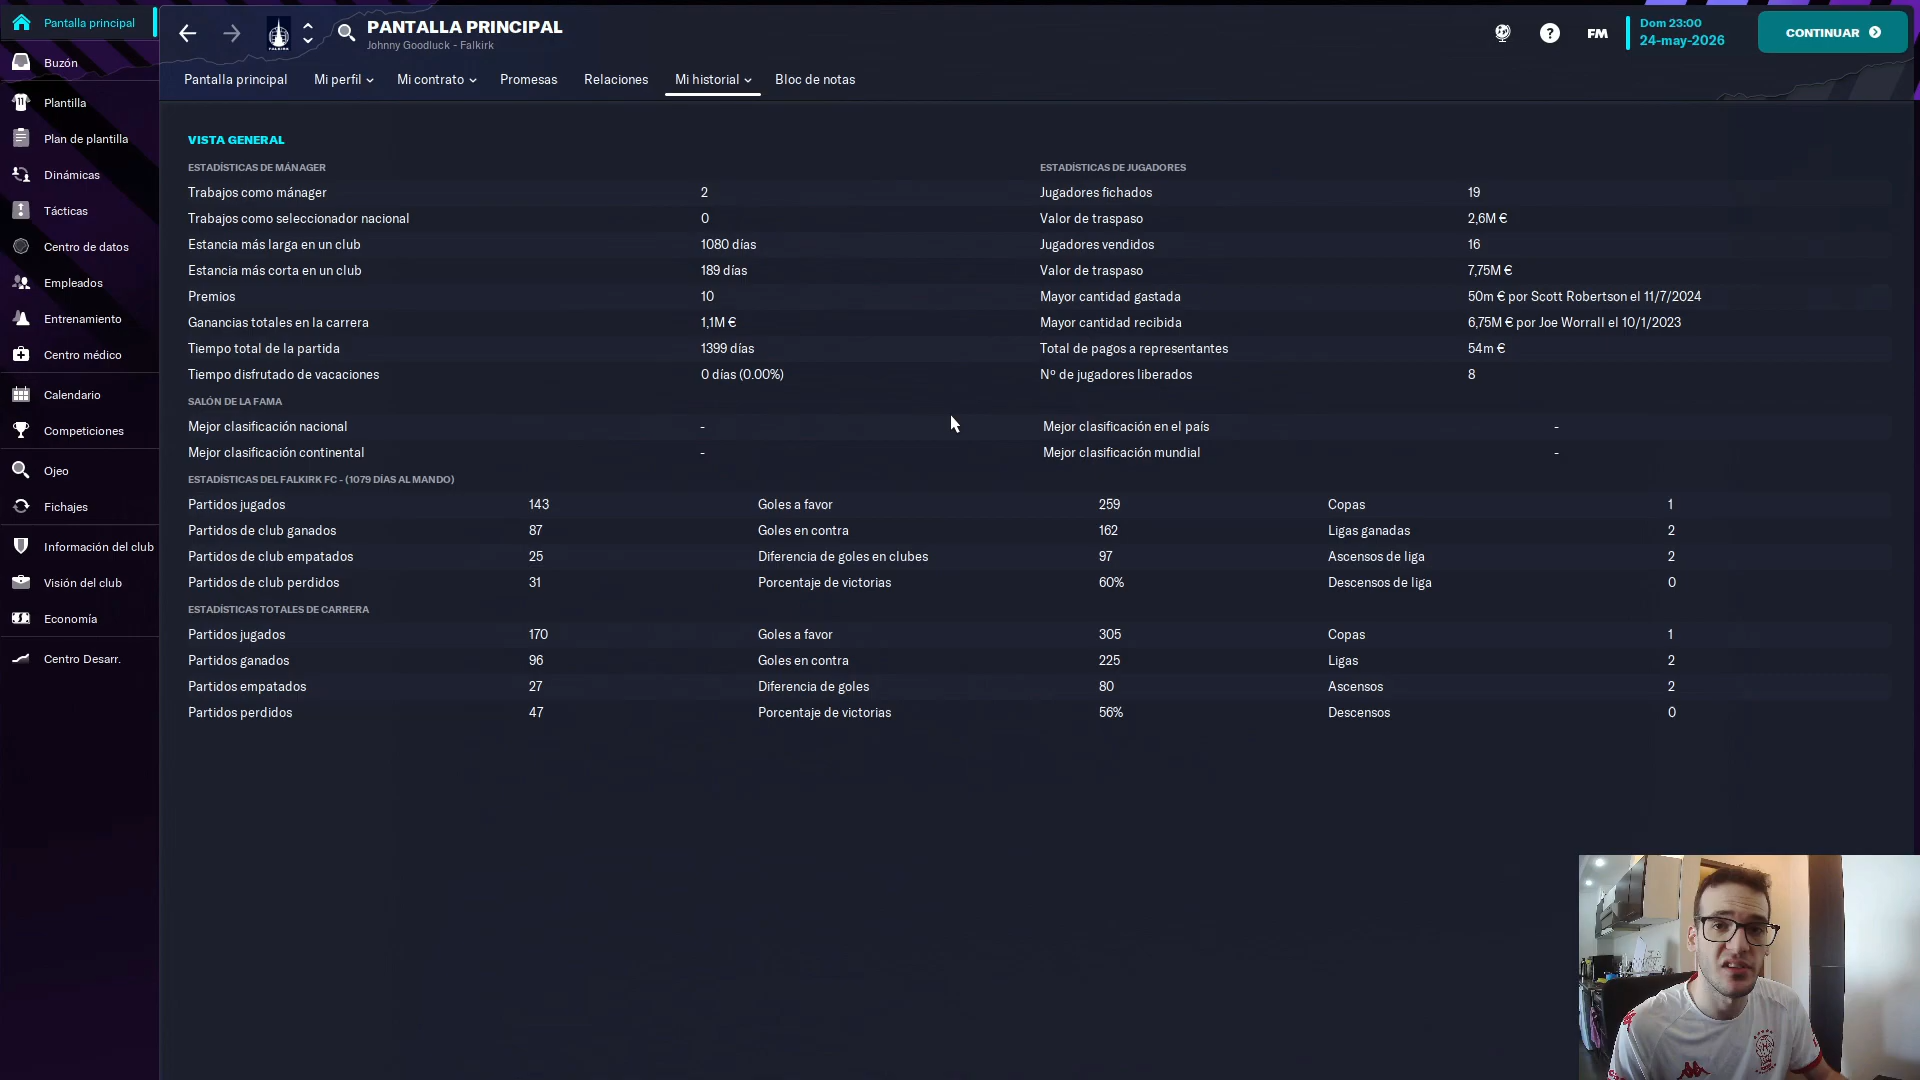 Pantalla principal
Buzón
Plantilla
Plan de plantilla
Dinámicas
Tácticas
Centro de datos
Empleados
Entrenamiento
Centro médico
Calendario
Competiciones
Ojeo
Fichajes
Información del club
Visión del club
Economía
Centro Desarr.
FALKIRK
PANTALLA PRINCIPAL
Johnny Goodluck - Falkirk
FM
Dom 23:00
24-may-2026
CONTINUAR
Pantalla principal
Mi perfil
Mi contrato
Promesas
Relaciones
Mi historial
Bloc de notas
VISTA GENERAL
ESTADÍSTICAS DE MÁNAGER
Trabajos como mánager 2
Trabajos como seleccionador nacional 0
Estancia más larga en un club 1080 días
Estancia más corta en un club 189 días
Premios 10
Ganancias totales en la carrera 1,1M €
Tiempo total de la partida 1399 días
Tiempo disfrutado de vacaciones 0 días (0.00%)
ESTADÍSTICAS DE JUGADORES
Jugadores fichados 19
Valor de traspaso 2,6M €
Jugadores vendidos 16
Valor de traspaso 7,75M €
Mayor cantidad gastada 50m € por Scott Robertson el 11/7/2024
Mayor cantidad recibida 6,75M € por Joe Worrall el 10/1/2023
Total de pagos a representantes 54m €
Nº de jugadores liberados 8
SALÓN DE LA FAMA
Mejor clasificación nacional - Mejor clasificación en el país -
Mejor clasificación continental - Mejor clasificación mundial -
ESTADÍSTICAS DEL FALKIRK FC - (1079 DÍAS AL MANDO)
Partidos jugados 143 Goles a favor 259 Copas 1
Partidos de club ganados 87 Goles en contra 162 Ligas ganadas 2
Partidos de club empatados 25 Diferencia de goles en clubes 97 Ascensos de liga 2
Partidos de club perdidos 31 Porcentaje de victorias 60% Descensos de liga 0
ESTADÍSTICAS TOTALES DE CARRERA
Partidos jugados 170 Goles a favor 305 Copas 1
Partidos ganados 96 Goles en contra 225 Ligas 2
Partidos empatados 27 Diferencia de goles 80 Ascensos 2
Partidos perdidos 47 Porcentaje de victorias 56% Descensos 0